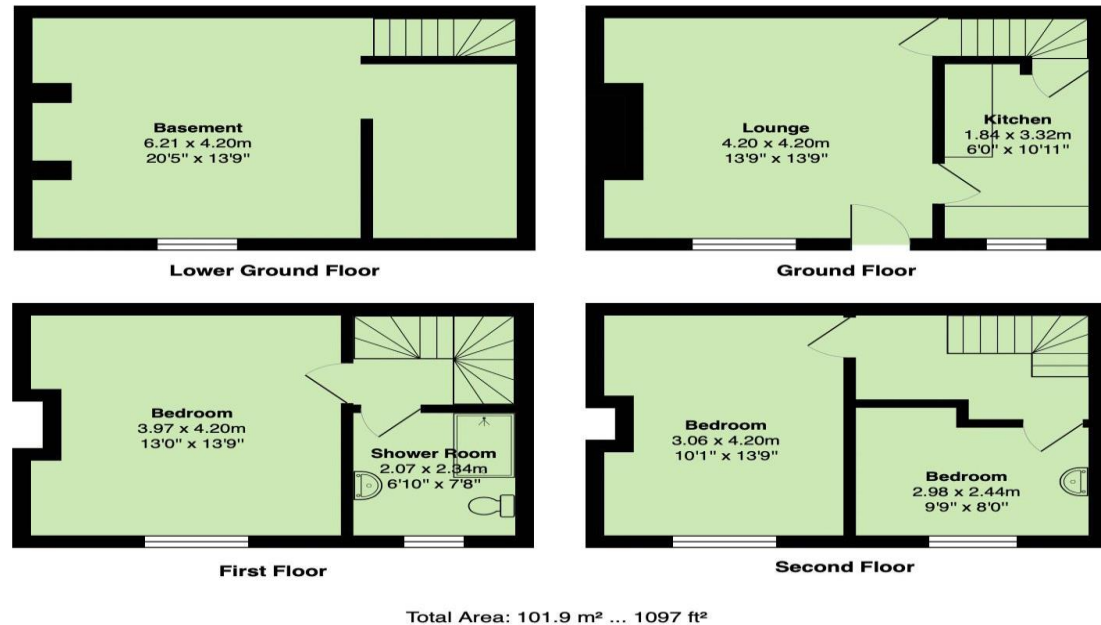 Basement
6.21 x 4.20m
20'5" x 13'9"
Lower Ground Floor
Lounge
4.20 x 4.20m
13'9" x 13'9"
Kitchen
1.84 x 3.32m
6'0" x 10'11"
Ground Floor
Bedroom
3.97 x 4.20m
13'0" x 13'9"
Shower Room
2.07 x 2.34m
6'10" x 7'8"
First Floor
Bedroom
3.06 x 4.20m
10'1" x 13'9"
Bedroom
2.98 x 2.44m
9'9" x 8'0"
Second Floor
Total Area: 101.9 m² ... 1097 ft²